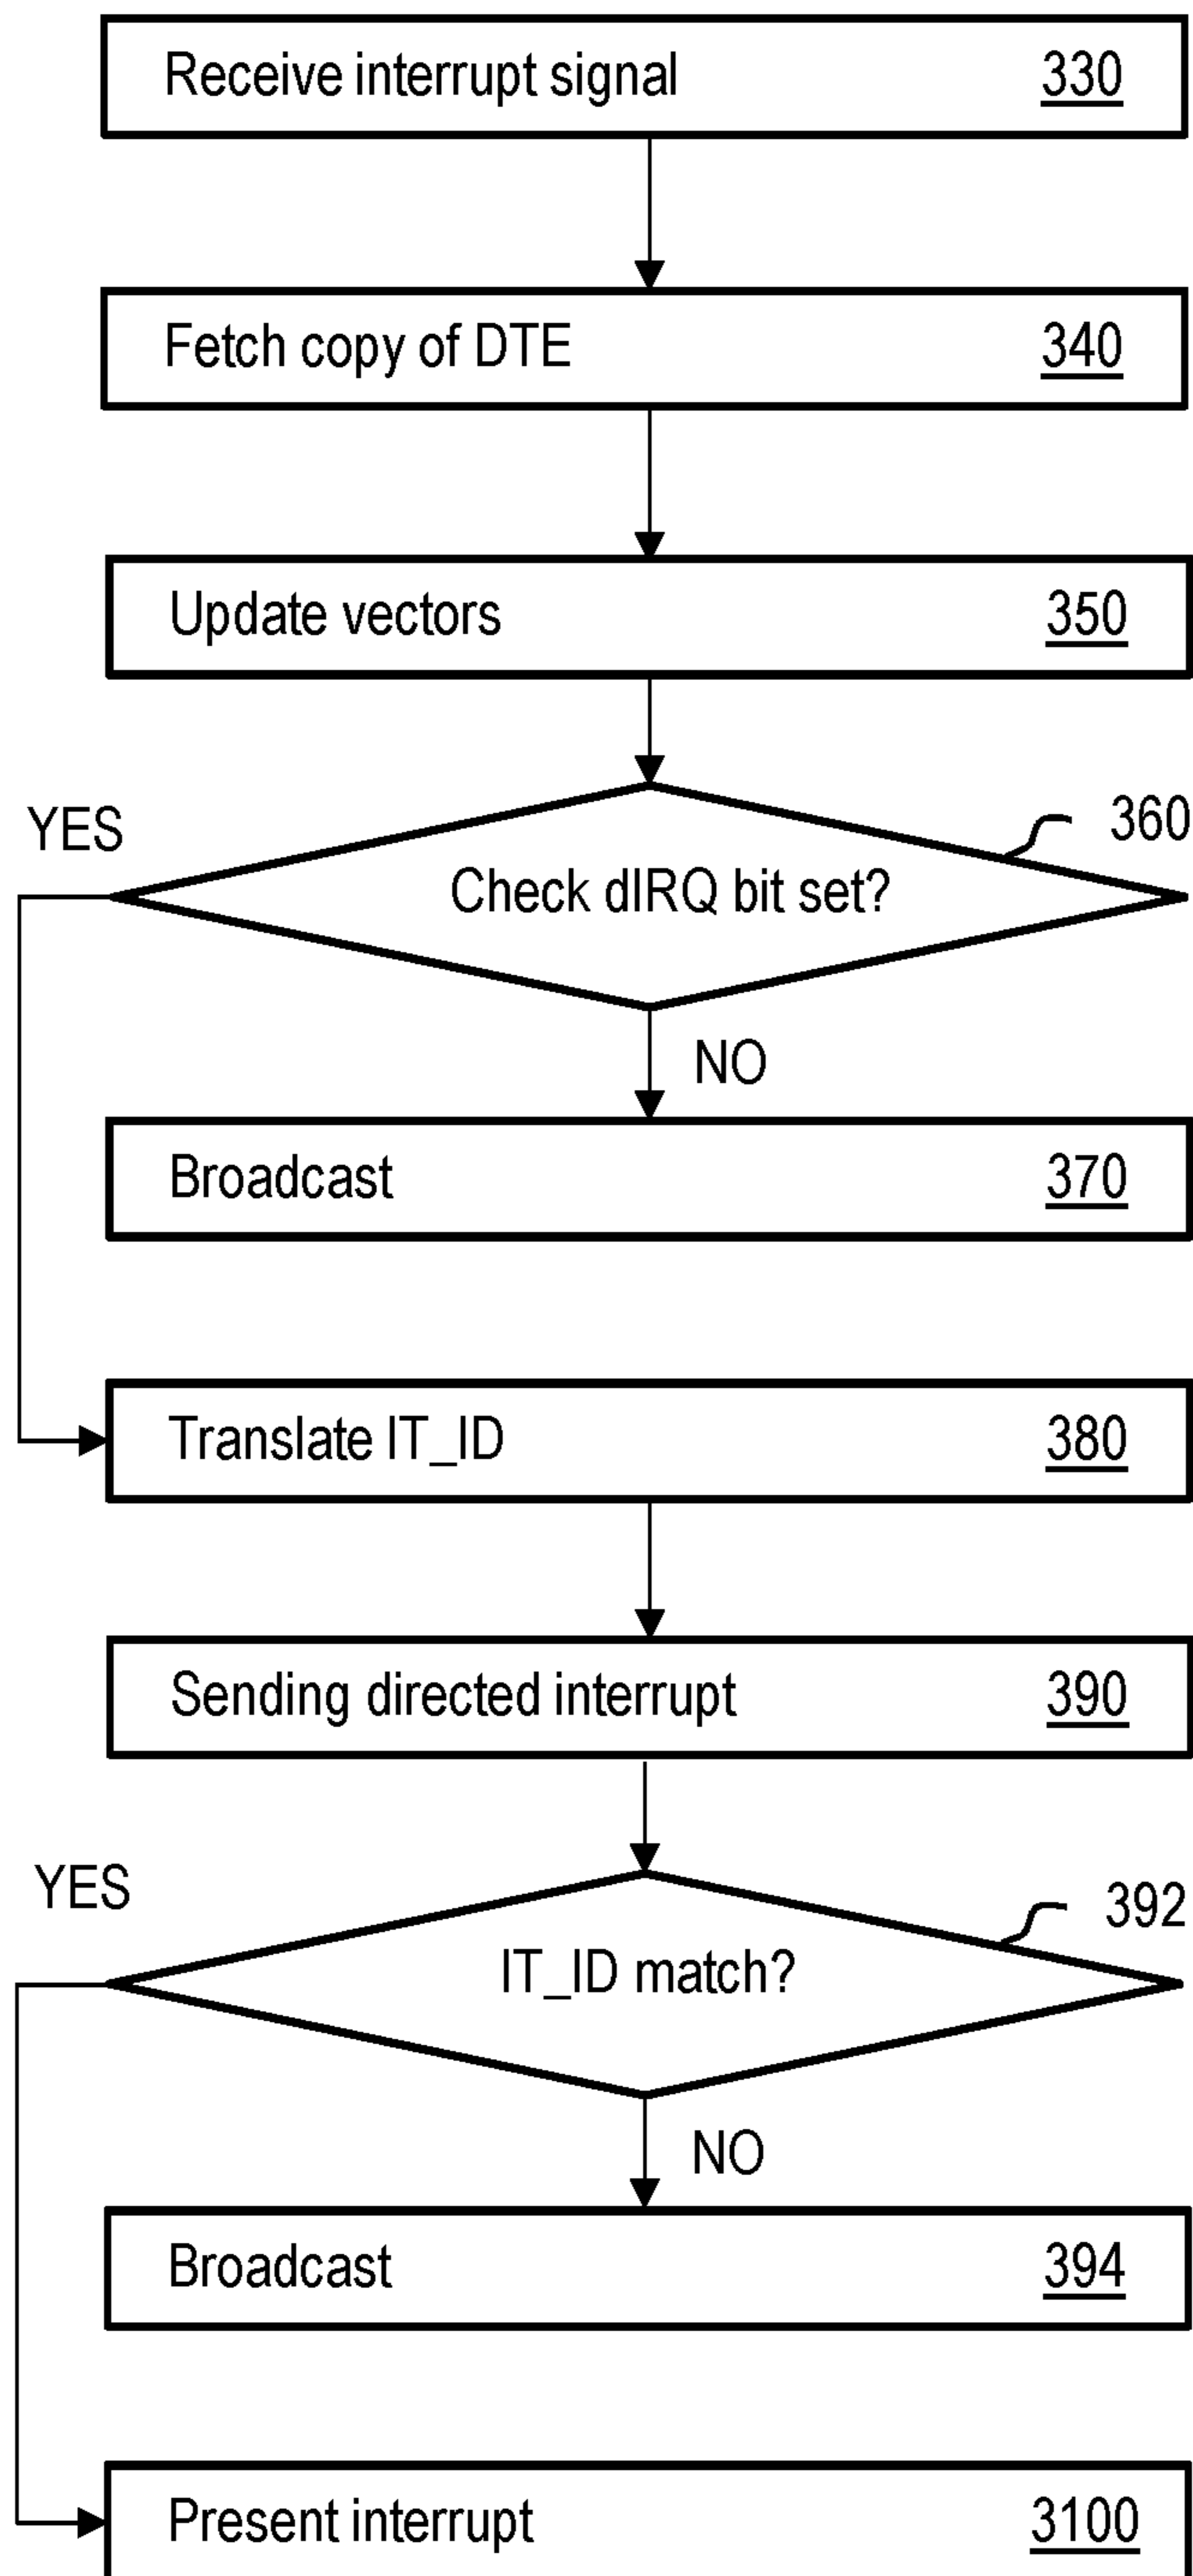 Receive interrupt signal 330
Fetch copy of DTE 340
Update vectors 350
YES
360
Check dIRQ bit set?
NO
Broadcast 370
Translate IT_ID 380
Sending directed interrupt 390
YES
392
IT_ID match?
NO
Broadcast 394
Present interrupt 3100